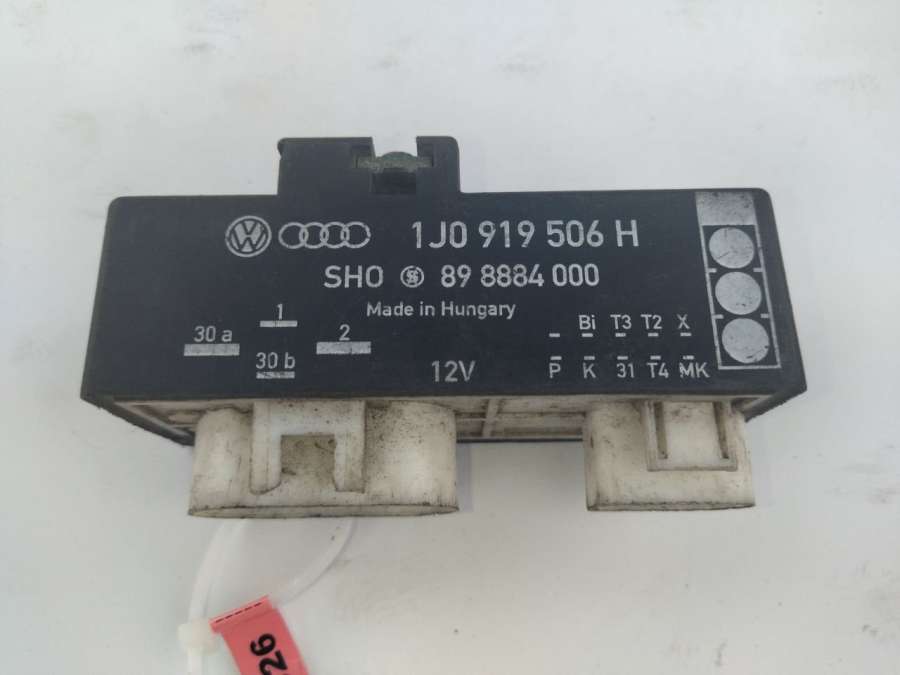 1J0 919 506 H
SHO 89 8884 000
Made in Hungary
1
30 a 2
30 b
12V
Bi T3 T2 X
P K 31 T4 MK
26